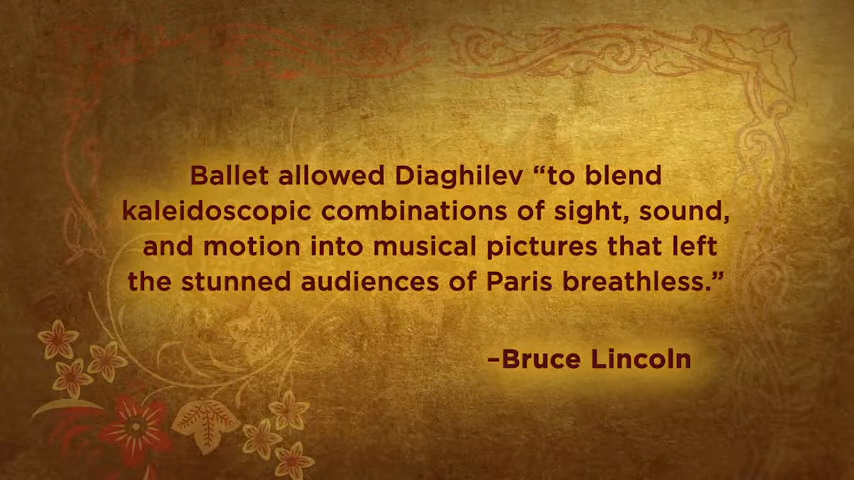 Ballet allowed Diaghilev “to blend
kaleidoscopic combinations of sight, sound,
and motion into musical pictures that left
the stunned audiences of Paris breathless.”
–Bruce Lincoln